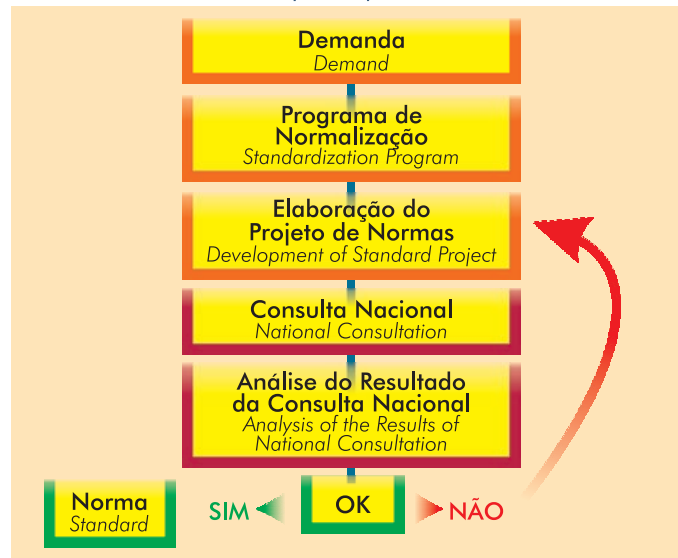 Demanda
Demand
Programa de
Normalização
Standardization Program
Elaboração do
Projeto de Normas
Development of Standard Project
Consulta Nacional
National Consultation
Análise do Resultado
da Consulta Nacional
Analysis of the Results of
National Consultation
Norma
Standard
SIM
OK
NÃO